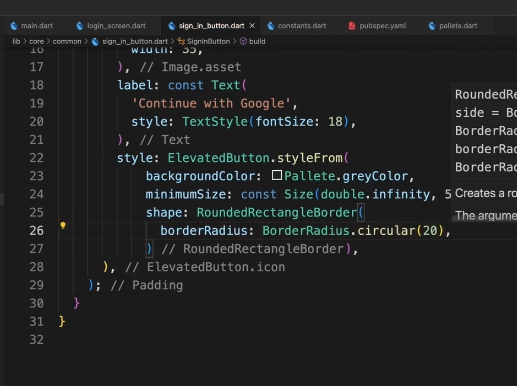 main.dart login_screen.dart sign_in_button.dart constants.dart pubspec.yaml pallete.dart
lib > core > common > sign_in_button.dart > SignInButton > build
16 width: 35,
17 ), // Image.asset
18 label: const Text(
19 'Continue with Google',
20 style: TextStyle(fontSize: 18),
21 ), // Text
22 style: ElevatedButton.styleFrom(
23 backgroundColor: Pallete.greyColor,
24 minimumSize: const Size(double.infinity, 5
25 shape: RoundedRectangleBorder(
26 borderRadius: BorderRadius.circular(20),
27 ) // RoundedRectangleBorder),
28 ), // ElevatedButton.icon
29 ); // Padding
30 }
31 }
32
RoundedRe
side = Bo
BorderRad
borderRad
BorderRad
Creates a ro
The argume